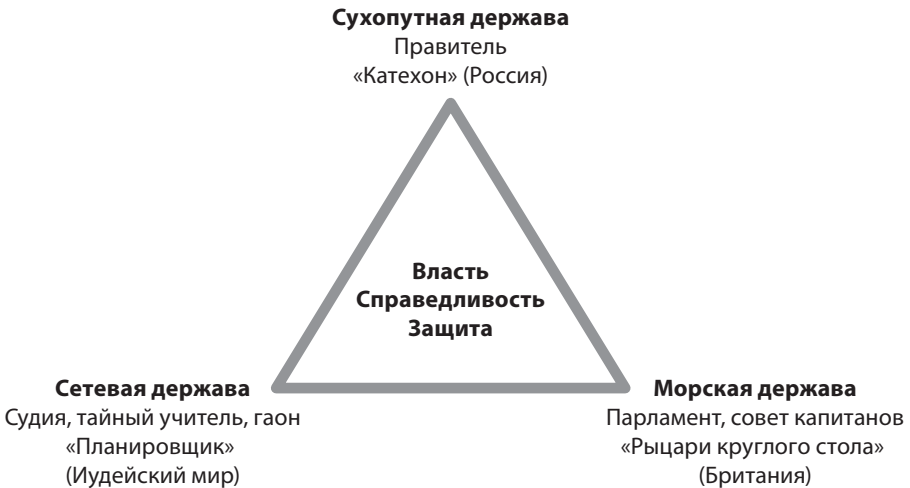 Сухопутная держава
Правитель
«Катехон» (Россия)
Власть
Справедливость
Защита
Сетевая держава
Судия, тайный учитель, гаон
«Планировщик»
(Иудейский мир)
Морская держава
Парламент, совет капитанов
«Рыцари круглого стола»
(Британия)